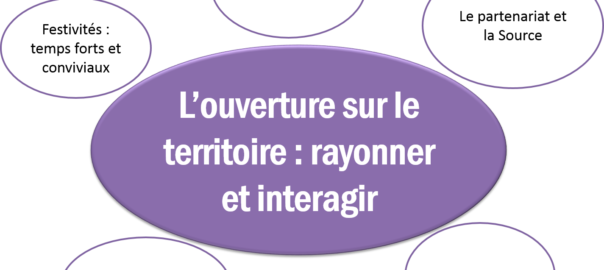 Festivités :
temps forts et
conviviaux
Le partenariat et
la Source
L'ouverture sur le
territoire : rayonner
et interagir